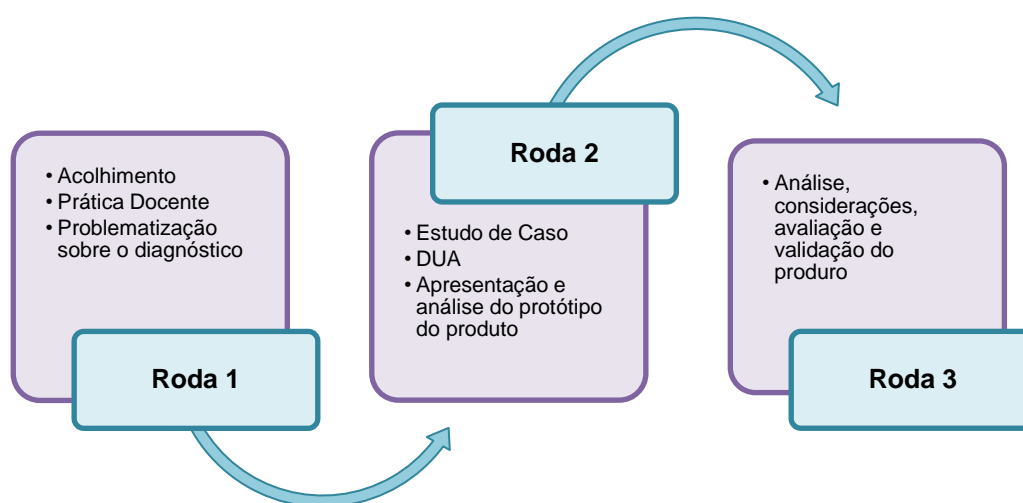 • Acolhimento
• Prática Docente
• Problematização
sobre o diagnóstico
Roda 1
Roda 2
• Estudo de Caso
• DUA
• Apresentação e
análise do protótipo
do produto
• Análise,
considerações,
avaliação e
validação do
produro
Roda 3